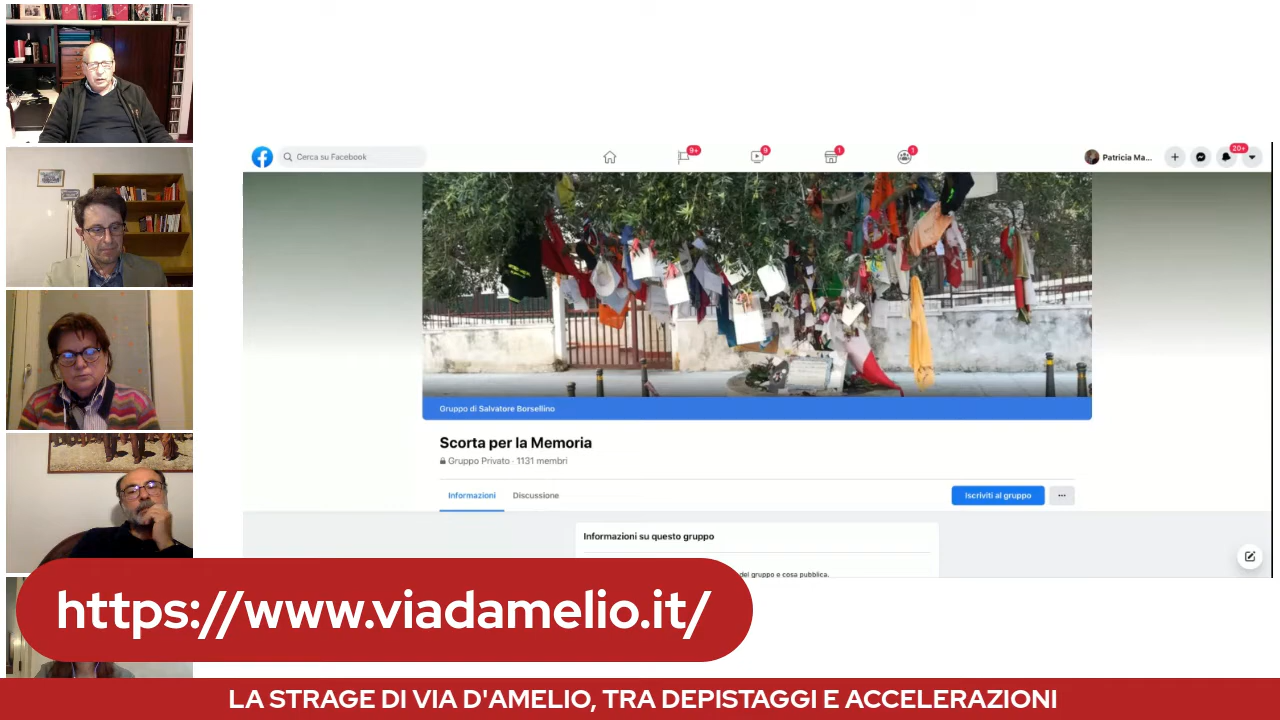 Cerca su Facebook
9+
9
1
1
Patricia Ma...
20+
Gruppo di Salvatore Borsellino
Scorta per la Memoria
Gruppo Privato · 1131 membri
Informazioni
Discussione
Iscriviti al gruppo
Informazioni su questo gruppo
del gruppo e cosa pubblica.
https://www.viadamelio.it/
LA STRAGE DI VIA D'AMELIO, TRA DEPISTAGGI E ACCELERAZIONI